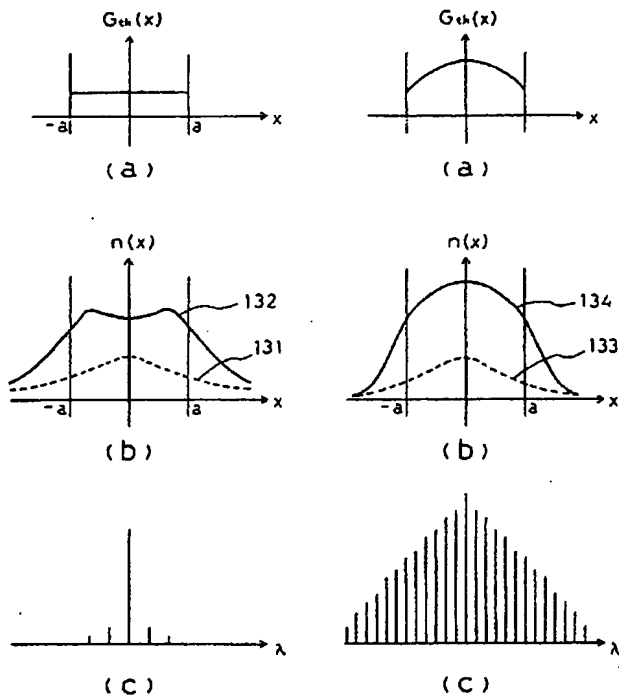 Gth(x)
-a
a
x
(a)
Gth(x)
x
(a)
n(x)
132
131
-a
a
x
(b)
n(x)
134
133
-a
a
x
(b)
λ
(c)
λ
(c)